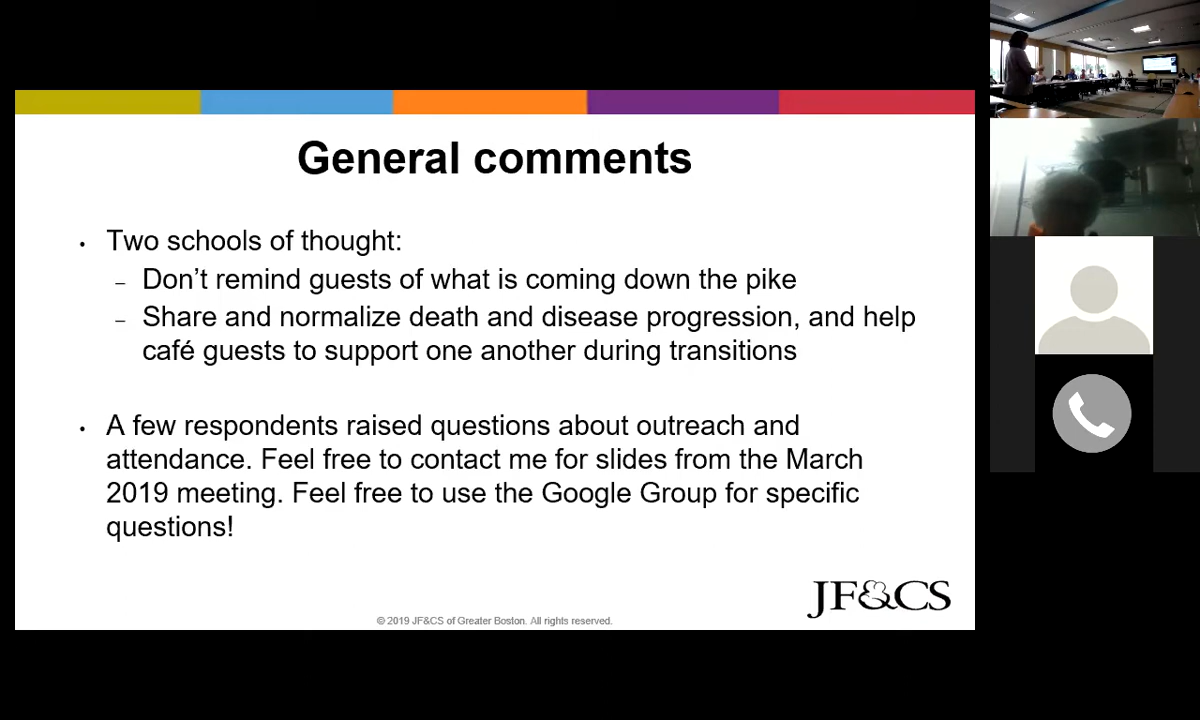 General comments
• Two schools of thought:
– Don’t remind guests of what is coming down the pike
– Share and normalize death and disease progression, and help
café guests to support one another during transitions
• A few respondents raised questions about outreach and
attendance. Feel free to contact me for slides from the March
2019 meeting. Feel free to use the Google Group for specific
questions!
JF&CS
© 2019 JF&CS of Greater Boston. All rights reserved.